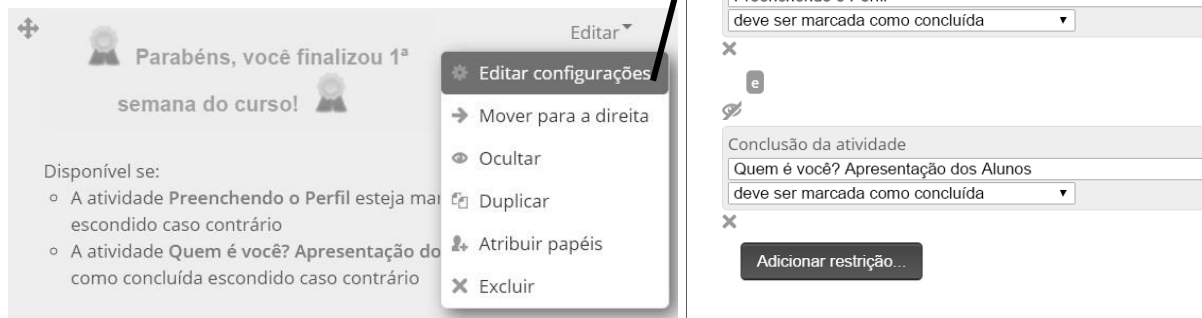 Editar
Parabéns, você finalizou 1ª
semana do curso!
Disponível se:
A atividade Preenchendo o Perfil esteja mar
escondido caso contrário
A atividade Quem é você? Apresentação do
como concluída escondido caso contrário
Editar configurações
Mover para a direita
Ocultar
Duplicar
Atribuir papéis
Excluir
Preenchendo o Perfil
deve ser marcada como concluída
e
Conclusão da atividade
Quem é você? Apresentação dos Alunos
deve ser marcada como concluída
Adicionar restrição...